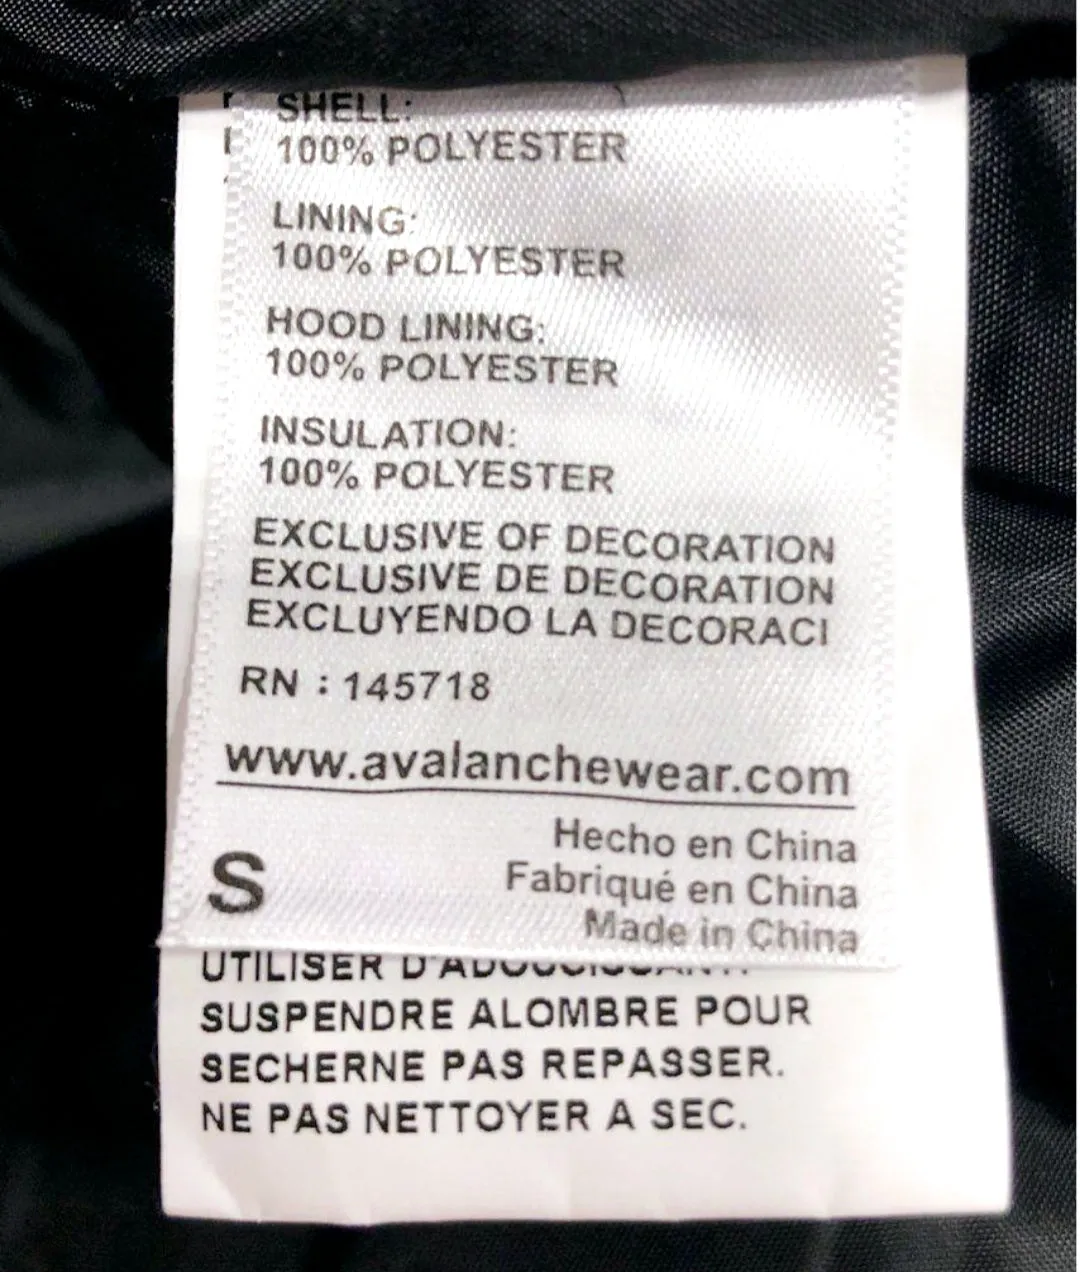 SHELL:
100% POLYESTER
LINING:
100% POLYESTER
HOOD LINING:
100% POLYESTER
INSULATION:
100% POLYESTER
EXCLUSIVE OF DECORATION
EXCLUSIVE DE DECORATION
EXCLUYENDO LA DECORACI
RN : 145718
www.avalanchewear.com
Hecho en China
Fabriqué en China
Made in China
S
UTILISER
SUSPENDRE ALOMBRE POUR
SECHERNE PAS REPASSER.
NE PAS NETTOYER A SEC.